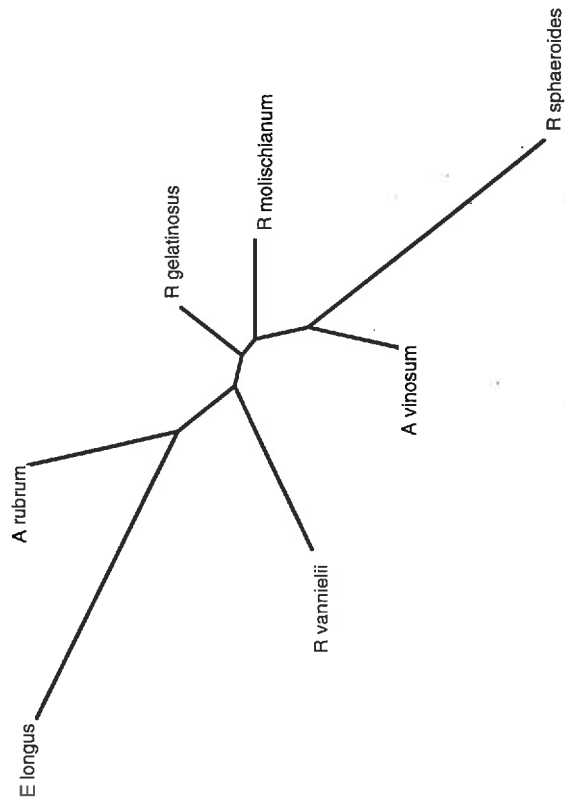 R sphaeroides
R molischianum
R gelatinosus
A vinosum
A rubrum
R vannielii
E longus